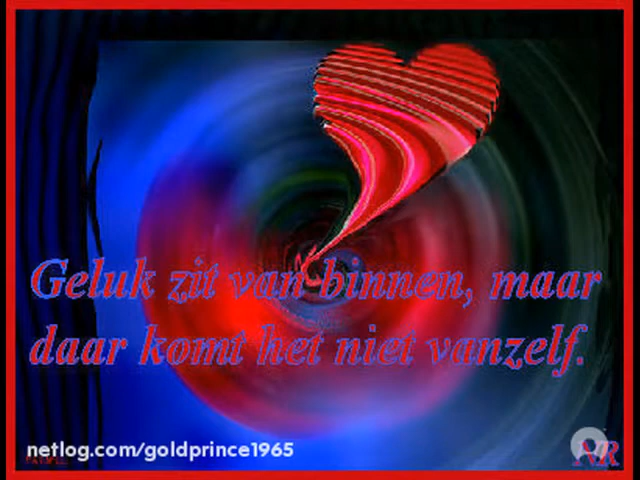 Geluk zit van binnen, maar
daar komt het niet vanzelf.
netlog.com/goldprince1965
NR